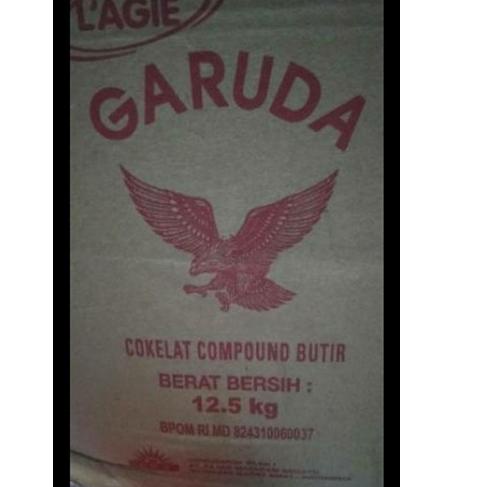 L'AGIE
GARUDA
COKELAT COMPOUND BUTIR
BERAT BERSIH :
12.5 kg
BPOM RI.MD 824310060037